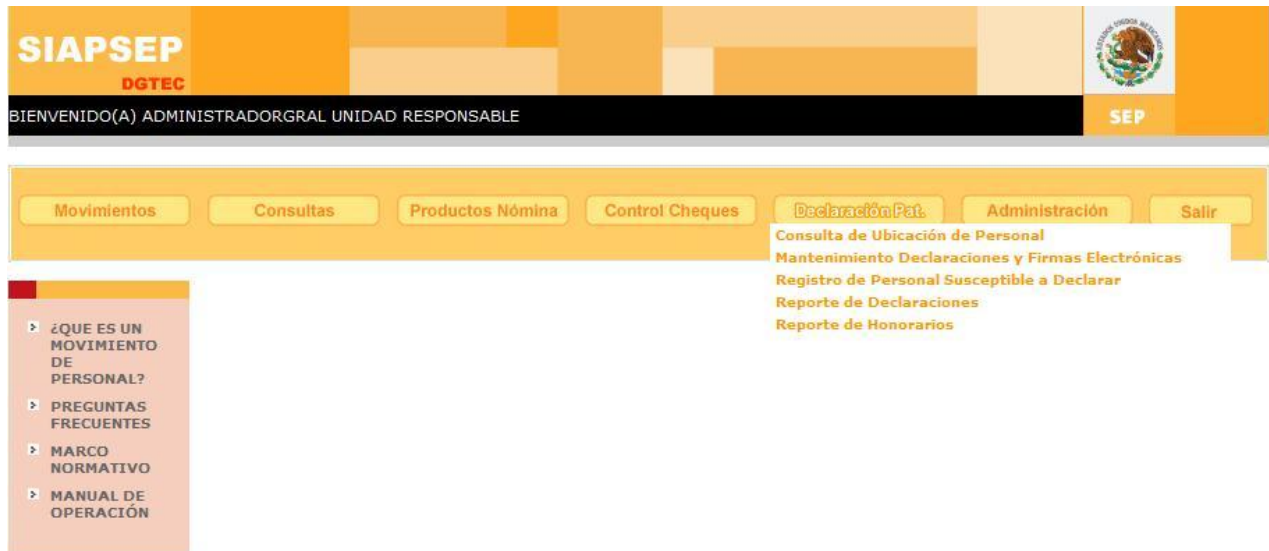 SIAPSEP
DGTEC
BIENVENIDO(A) ADMINISTRADORGRAL UNIDAD RESPONSABLE
SEP
Movimientos
Consultas
Productos Nómina
Control Cheques
Declaración Pat.
Administración
Salir
Consulta de Ubicación de Personal
Mantenimiento Declaraciones y Firmas Electrónicas
Registro de Personal Susceptible a Declarar
Reporte de Declaraciones
Reporte de Honorarios
¿QUE ES UN
MOVIMIENTO
DE
PERSONAL?
PREGUNTAS
FRECUENTES
MARCO
NORMATIVO
MANUAL DE
OPERACIÓN